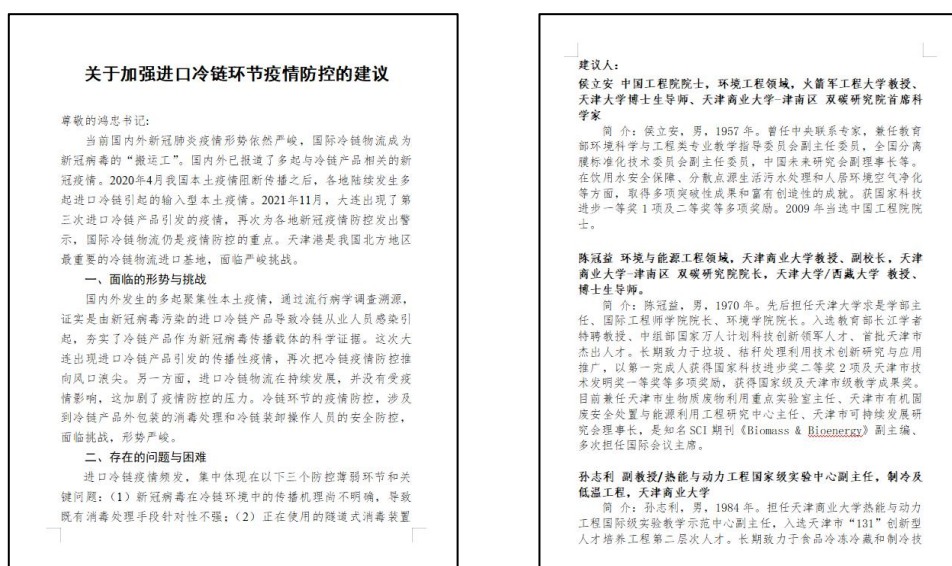 关于加强进口冷链环节疫情防控的建议
尊敬的鸿忠书记:
当前国内外新冠肺炎疫情形势依然严峻，国际冷链物流成为
新冠病毒的“搬运工”。国内外已报道了多起与冷链产品相关的新
冠疫情。2020年4月我国本土疫情阻断传播之后，各地陆续发生多
起进口冷链引起的输入型本土疫情。2021年11月，大连出现了第
三次进口冷链产品引发的疫情，再次为各地新冠疫情防控发出警
示，国际冷链物流仍是疫情防控的重点。天津港是我国北方地区
最重要的冷链物流进口基地，面临严峻挑战。
一、面临的形势与挑战
国内外发生的多起聚集性本土疫情，通过流行病学调查溯源，
证实是由新冠病毒污染的进口冷链产品导致冷链从业人员感染引
起，夯实了冷链产品作为新冠病毒传播载体的科学证据。这次大
连出现进口冷链产品引发的传播性疫情，再次把冷链疫情防控推
向风口浪尖。另一方面，进口冷链物流在持续发展，并没有受疫
情影响，这加剧了疫情防控的压力。冷链环节的疫情防控，涉及
到冷链产品外包装的消毒处理和冷链装卸操作人员的安全防控，
面临挑战，形势严峻。
二、存在的问题与困难
进口冷链疫情频发，集中体现在以下三个防控薄弱环节和关
键问题：（1）新冠病毒在冷链环境中的传播机理尚不明确，导致
既有消毒处理手段针对性不强；（2）正在使用的隧道式消毒装置
建议人：
侯立安 中国工程院院士，环境工程领域，火箭军工程大学教授、
天津大学博士生导师、天津商业大学-津南区 双碳研究院首席科
学家
简 介：侯立安，男，1957年。曾任中央联系专家，兼任教育
部环境科学与工程类专业教学指导委员会副主任委员，全国分离
膜标准化技术委员会副主任委员，中国未来研究会副理事长等。
在饮用水安全保障、分散点源生活污水处理和人居环境空气净化
等方面，取得多项突破性成果和富有创造性的成就。获国家科技
进步一等奖1项及二等奖等多项奖励。2009年当选中国工程院院
士。
陈冠益 环境与能源工程领域，天津商业大学教授、副校长，天津
商业大学-津南区 双碳研究院院长，天津大学/西藏大学 教授、
博士生导师。
简 介：陈冠益，男，1970年。先后担任天津大学求是学部主
任、国际工程师学院院长、环境学院院长。入选教育部长江学者
特聘教授、中组部国家万人计划科技创新领军人才、首批天津市
杰出人才。长期致力于垃圾、秸秆处理利用技术创新研究与应用
推广，以第一完成人获得国家科技进步奖二等奖2项及天津市技
术发明奖一等奖等多项奖励，获得国家级及天津市级教学成果奖。
目前兼任天津市生物质废物利用重点实验室主任、天津市有机固
废安全处置与能源利用工程研究中心主任、天津市可持续发展研
究会理事长，是知名SCI期刊《Biomass & Bioenergy》副主编、
多次担任国际会议主席。
孙志利 副教授/热能与动力工程国家级实验中心副主任，制冷及
低温工程，天津商业大学
简 介：孙志利，男，1984年。担任天津商业大学热能与动力
工程国际级实验教学示范中心副主任，入选天津市“131”创新型
人才培养工程第二层次人才。长期致力于食品冷冻冷藏和制冷技